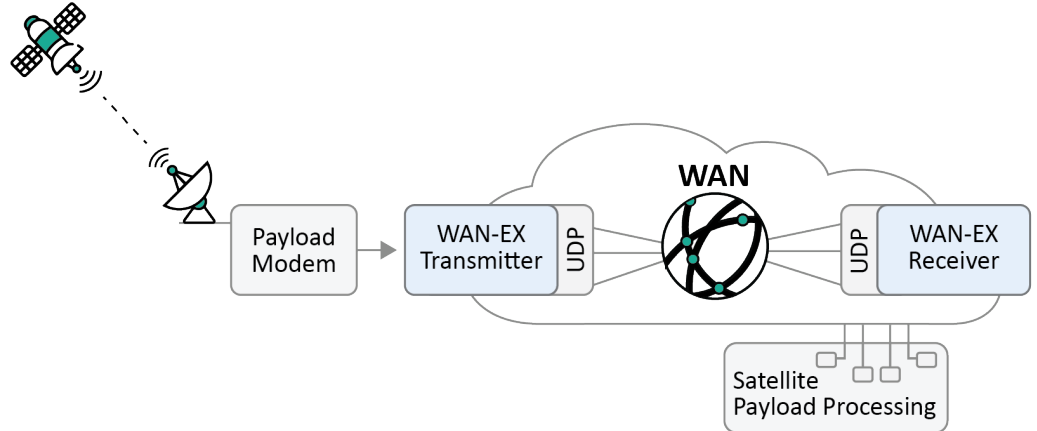 WAN
Payload
Modem
WAN-EX
Transmitter
UDP
UDP
WAN-EX
Receiver
Satellite
Payload Processing